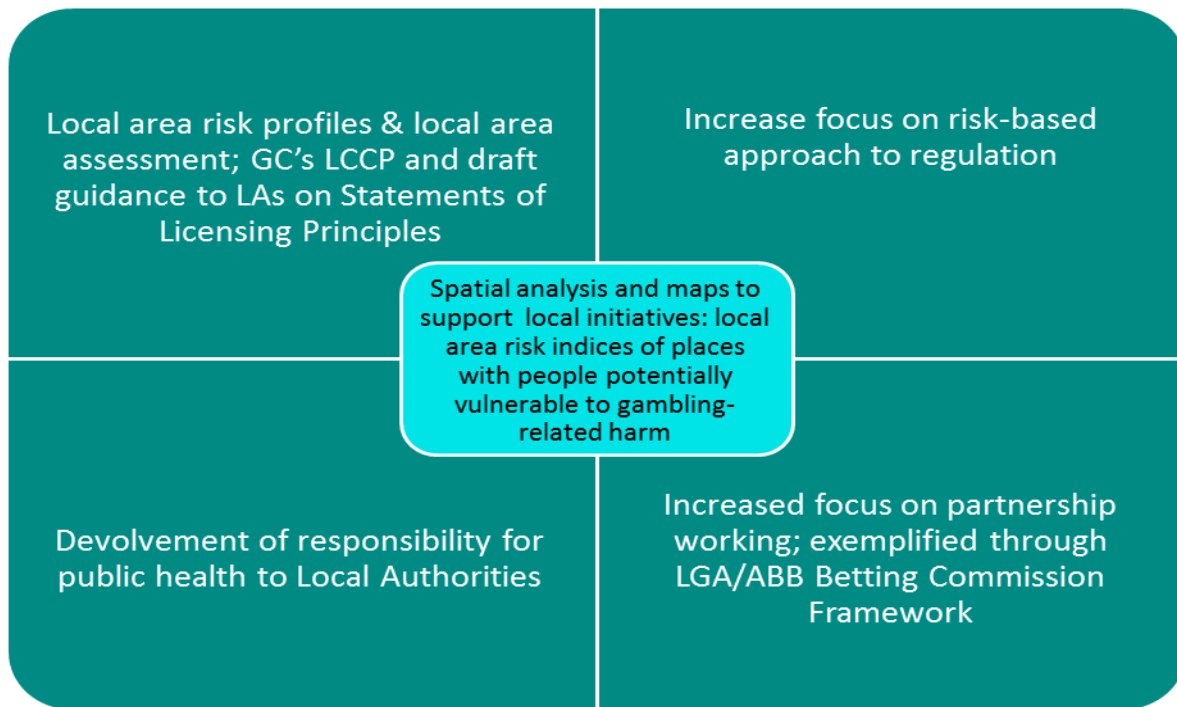 Local area risk profiles & local area
assessment; GC’s LCCP and draft
guidance to LAs on Statements of
Licensing Principles
Increase focus on risk-based
approach to regulation
Spatial analysis and maps to
support local initiatives: local
area risk indices of places
with people potentially
vulnerable to gambling-
related harm
Devolvement of responsibility for
public health to Local Authorities
Increased focus on partnership
working; exemplified through
LGA/ABB Betting Commission
Framework